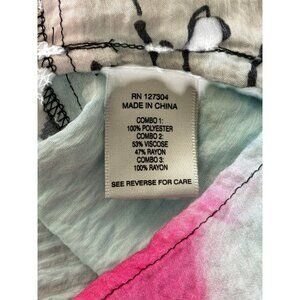 RN 127304
MADE IN CHINA
COMBO 1:
100% POLYESTER
COMBO 2:
53% VISCOSE
47% RAYON
COMBO 3:
100% RAYON
SEE REVERSE FOR CARE